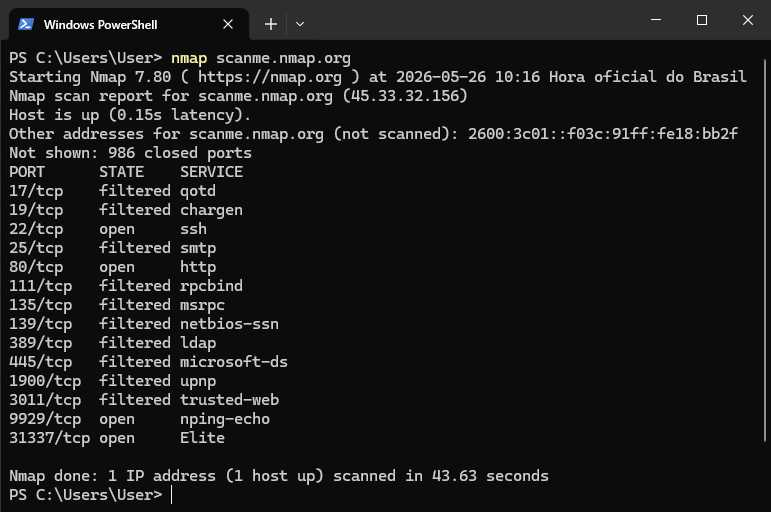 Windows PowerShell
PS C:\Users\User> nmap scanme.nmap.org
Starting Nmap 7.80 ( https://nmap.org ) at 2026-05-26 10:16 Hora oficial do Brasil
Nmap scan report for scanme.nmap.org (45.33.32.156)
Host is up (0.15s latency).
Other addresses for scanme.nmap.org (not scanned): 2600:3c01::f03c:91ff:fe18:bb2f
Not shown: 986 closed ports
PORT      STATE    SERVICE
17/tcp    filtered qotd
19/tcp    filtered chargen
22/tcp    open     ssh
25/tcp    filtered smtp
80/tcp    open     http
111/tcp   filtered rpcbind
135/tcp   filtered msrpc
139/tcp   filtered netbios-ssn
389/tcp   filtered ldap
445/tcp   filtered microsoft-ds
1900/tcp  filtered upnp
3011/tcp  filtered trusted-web
9929/tcp  open     nping-echo
31337/tcp open     Elite
Nmap done: 1 IP address (1 host up) scanned in 43.63 seconds
PS C:\Users\User>